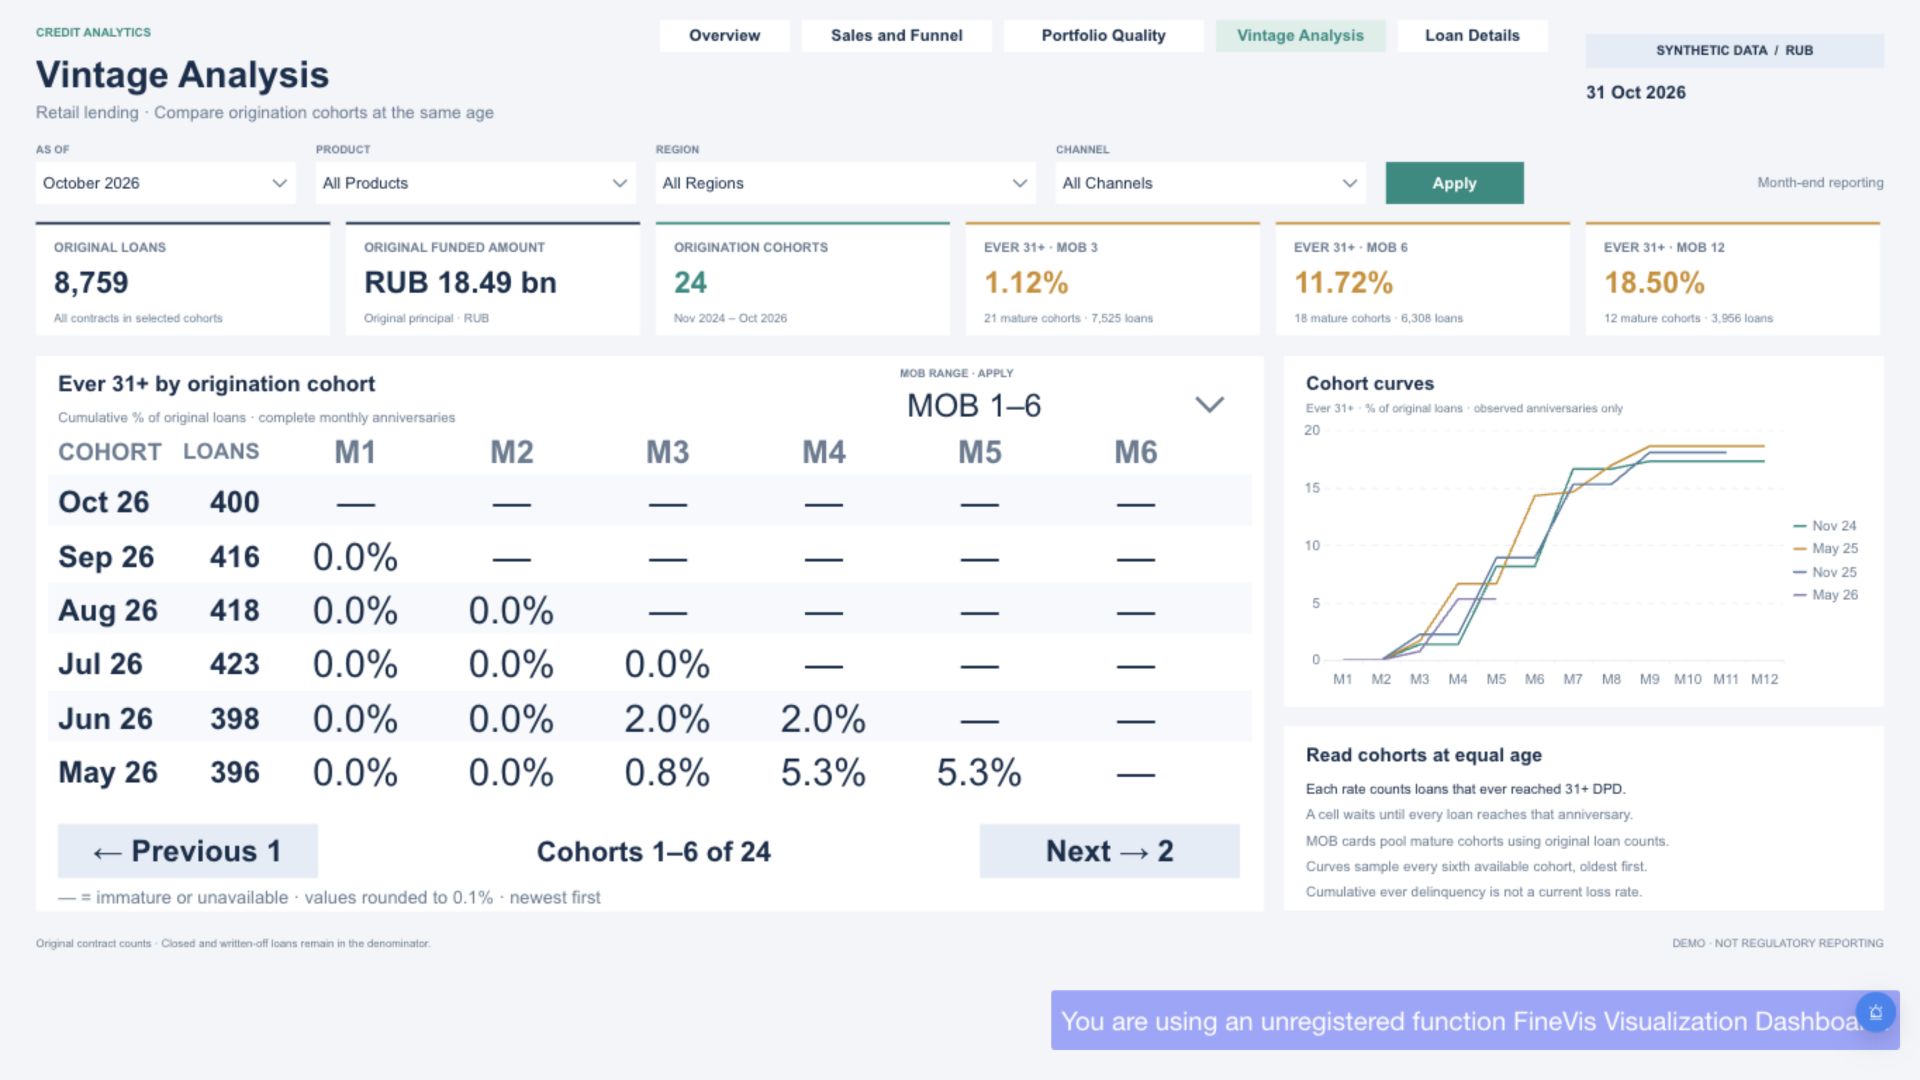 CREDIT ANALYTICS
Overview
Sales and Funnel
Portfolio Quality
Vintage Analysis
Loan Details
SYNTHETIC DATA / RUB
Vintage Analysis
31 Oct 2026
Retail lending · Compare origination cohorts at the same age
AS OF
PRODUCT
REGION
CHANNEL
October 2026
All Products
All Regions
All Channels
Apply
Month-end reporting
ORIGINAL LOANS
8,759
All contracts in selected cohorts
ORIGINAL FUNDED AMOUNT
RUB 18.49 bn
Original principal · RUB
ORIGINATION COHORTS
24
Nov 2024 – Oct 2026
EVER 31+ · MOB 3
1.12%
21 mature cohorts · 7,525 loans
EVER 31+ · MOB 6
11.72%
18 mature cohorts · 6,308 loans
EVER 31+ · MOB 12
18.50%
12 mature cohorts · 3,956 loans
Ever 31+ by origination cohort
Cumulative % of original loans · complete monthly anniversaries
MOB RANGE · APPLY
MOB 1–6
COHORT LOANS M1 M2 M3 M4 M5 M6
Oct 26 400 — — — — — —
Sep 26 416 0.0% — — — — —
Aug 26 418 0.0% 0.0% — — — —
Jul 26 423 0.0% 0.0% 0.0% — — —
Jun 26 398 0.0% 0.0% 2.0% 2.0% — —
May 26 396 0.0% 0.0% 0.8% 5.3% 5.3% —
← Previous 1
Cohorts 1–6 of 24
Next → 2
— = immature or unavailable · values rounded to 0.1% · newest first
Cohort curves
Ever 31+ · % of original loans · observed anniversaries only
20
15
10
5
0
M1 M2 M3 M4 M5 M6 M7 M8 M9 M10 M11 M12
Nov 24
May 25
Nov 25
May 26
Read cohorts at equal age
Each rate counts loans that ever reached 31+ DPD.
A cell waits until every loan reaches that anniversary.
MOB cards pool mature cohorts using original loan counts.
Curves sample every sixth available cohort, oldest first.
Cumulative ever delinquency is not a current loss rate.
Original contract counts · Closed and written-off loans remain in the denominator.
DEMO · NOT REGULATORY REPORTING
You are using an unregistered function FineVis Visualization